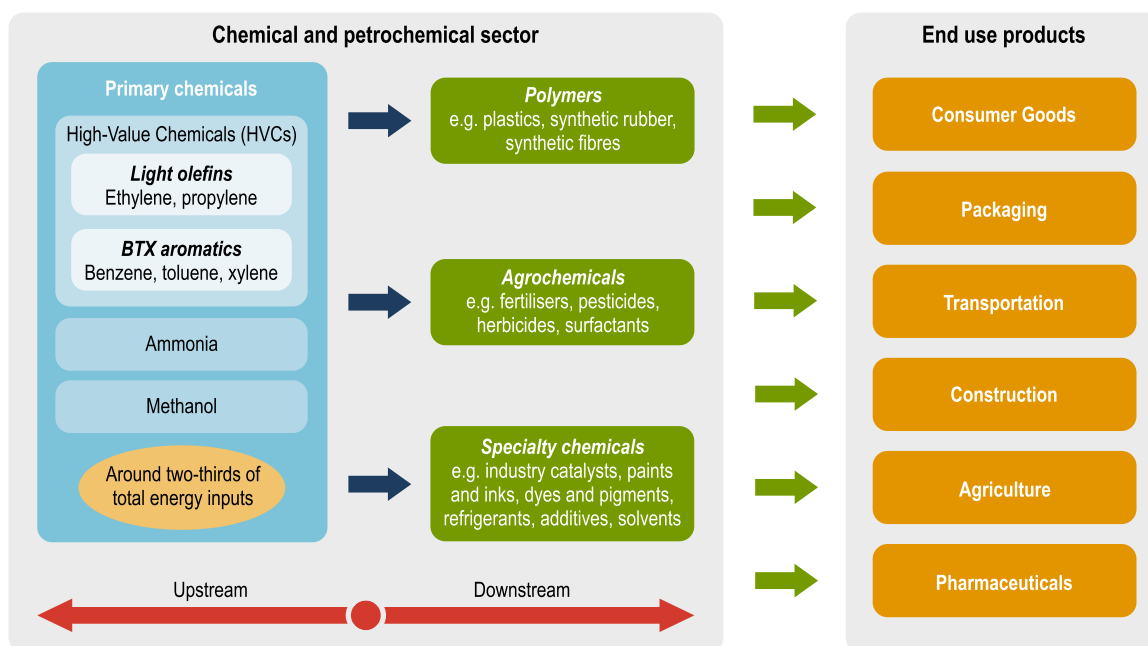 Chemical and petrochemical sector
Primary chemicals
High-Value Chemicals (HVCs)
Light olefins
Ethylene, propylene
BTX aromatics
Benzene, toluene, xylene
Ammonia
Methanol
Around two-thirds of
total energy inputs
Polymers
e.g. plastics, synthetic rubber,
synthetic fibres
Agrochemicals
e.g. fertilisers, pesticides,
herbicides, surfactants
Specialty chemicals
e.g. industry catalysts, paints
and inks, dyes and pigments,
refrigerants, additives, solvents
Upstream
Downstream
End use products
Consumer Goods
Packaging
Transportation
Construction
Agriculture
Pharmaceuticals